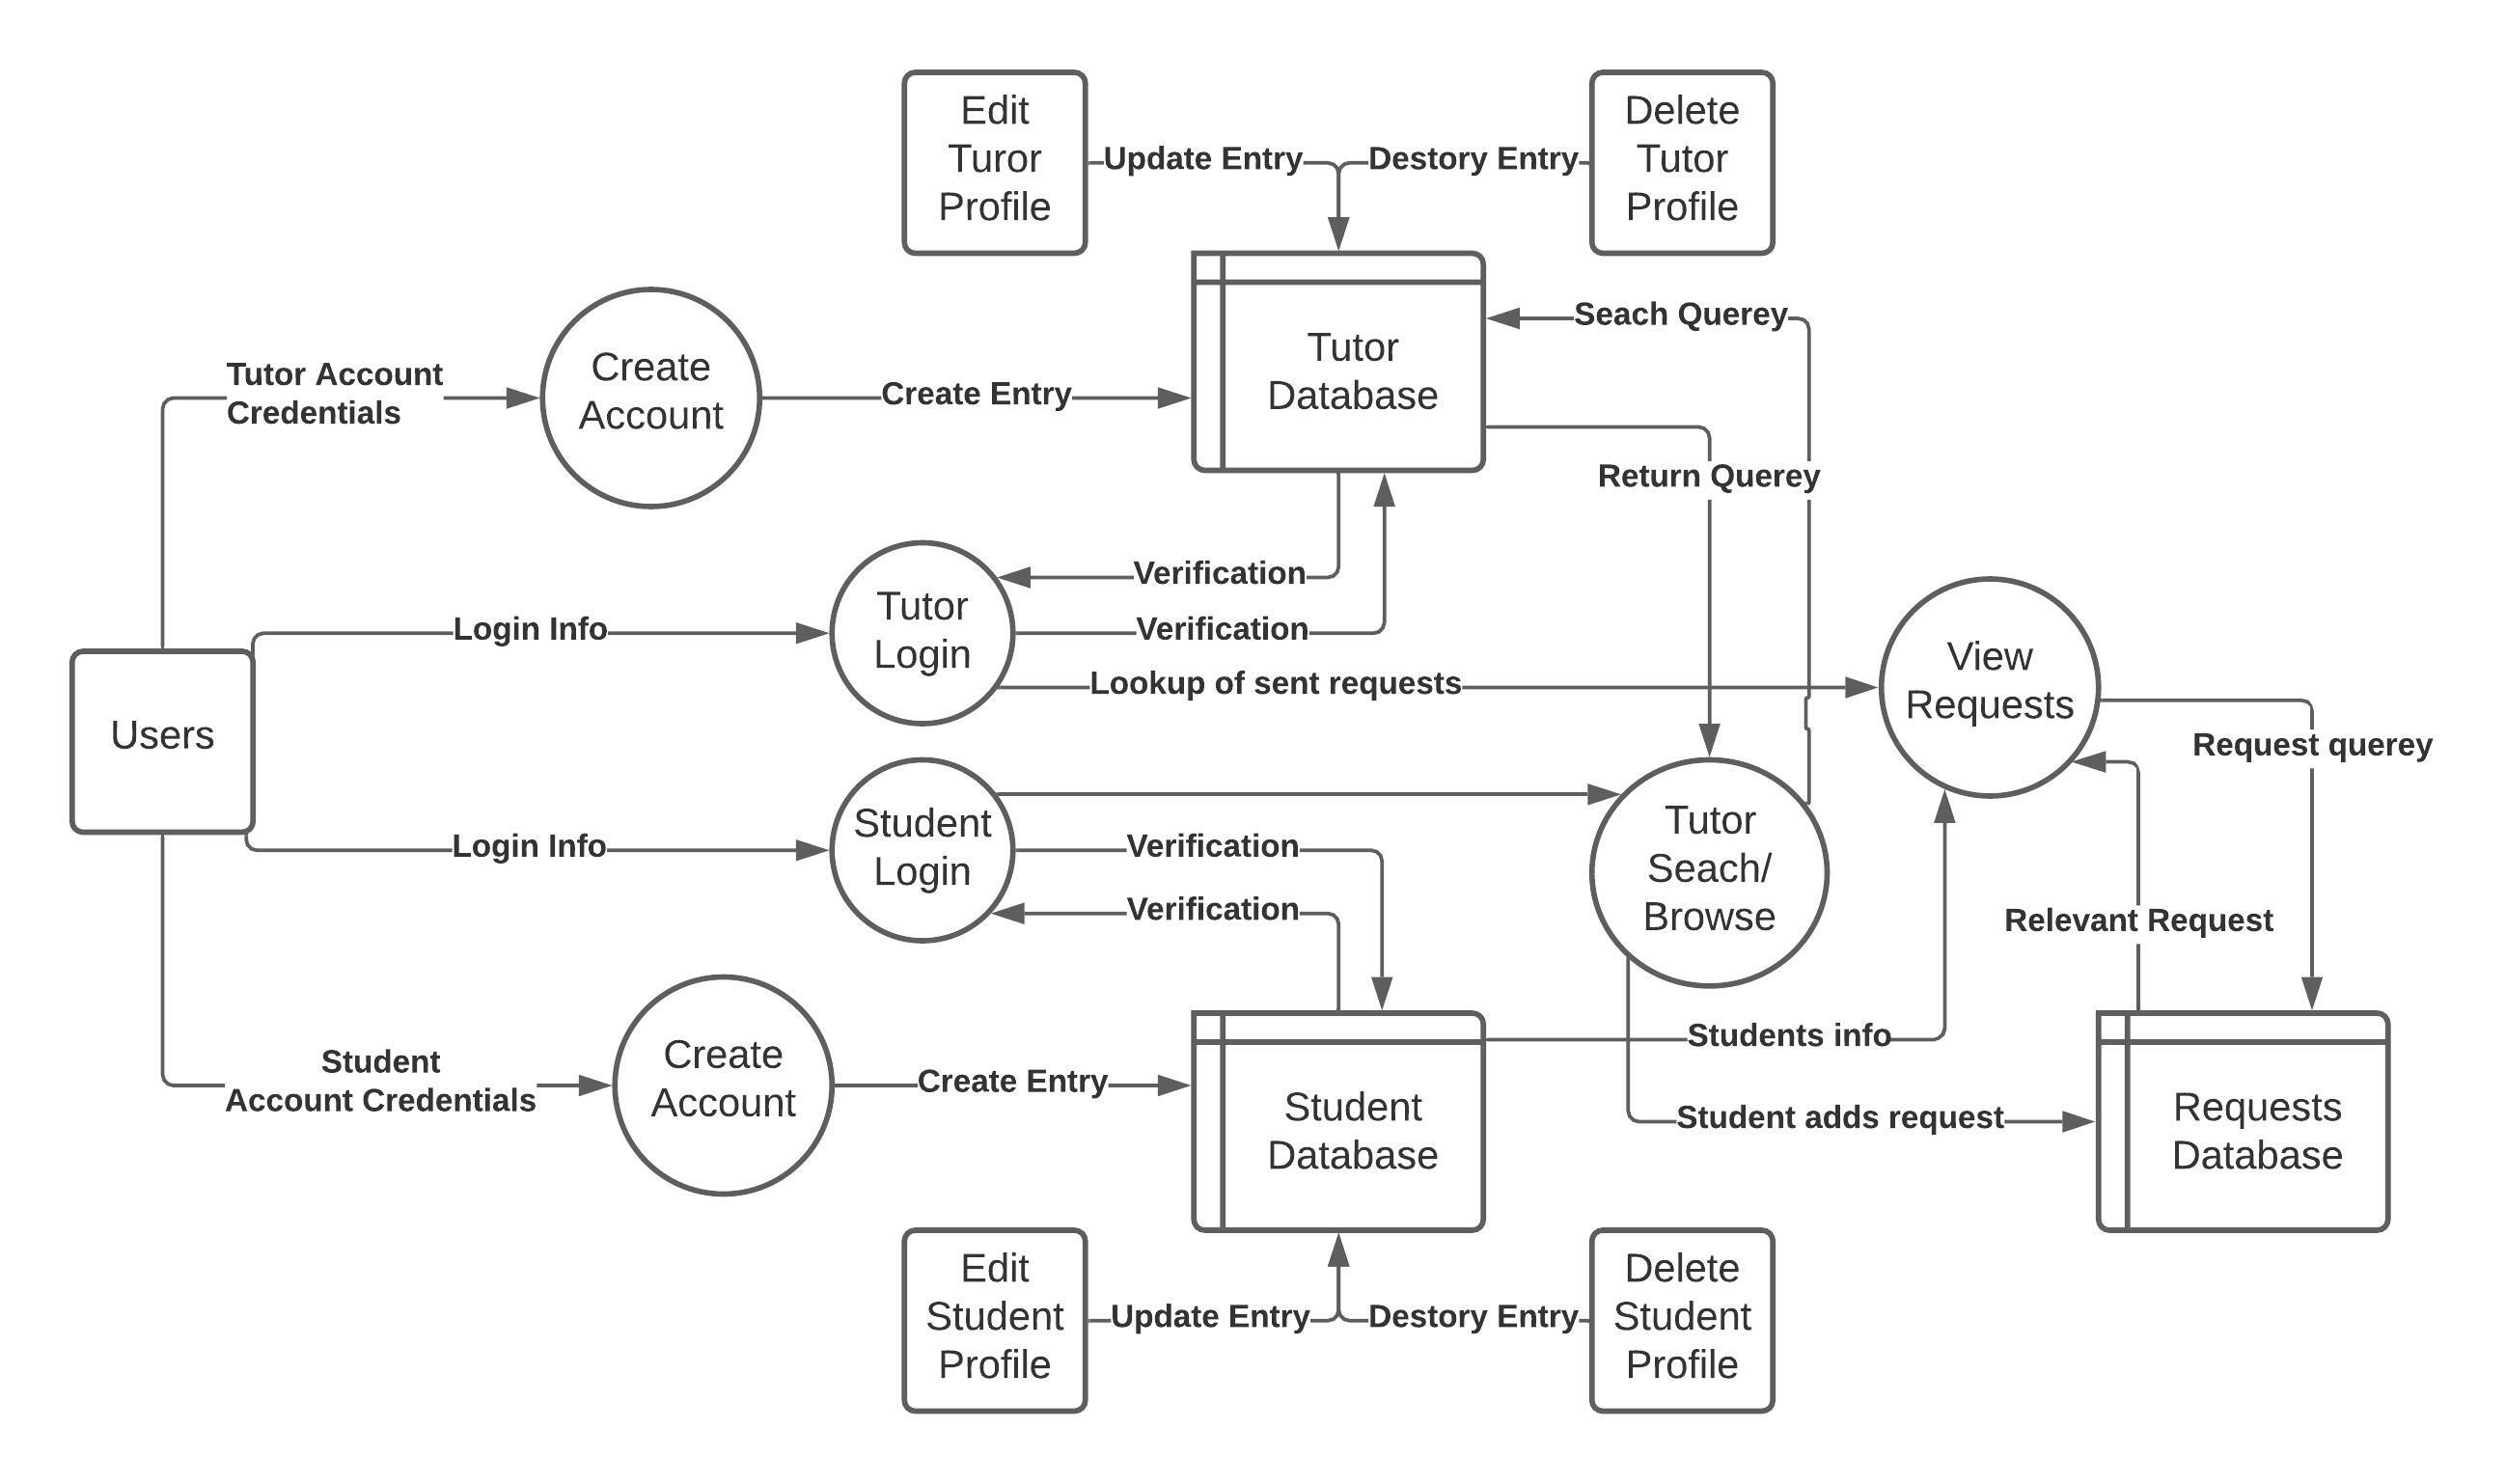 Edit
Turor
Profile
Update Entry
Destory Entry
Delete
Tutor
Profile
Seach Querey
Tutor
Database
Create
Account
Tutor Account
Credentials
Create Entry
Return Querey
Verification
Tutor
Login
Login Info
Verification
Lookup of sent requests
View
Requests
Users
Request querey
Student
Login
Login Info
Verification
Verification
Tutor
Seach/
Browse
Relevant Request
Create
Account
Student
Account Credentials
Create Entry
Students info
Student adds request
Student
Database
Requests
Database
Edit
Student
Profile
Update Entry
Destory Entry
Delete
Student
Profile